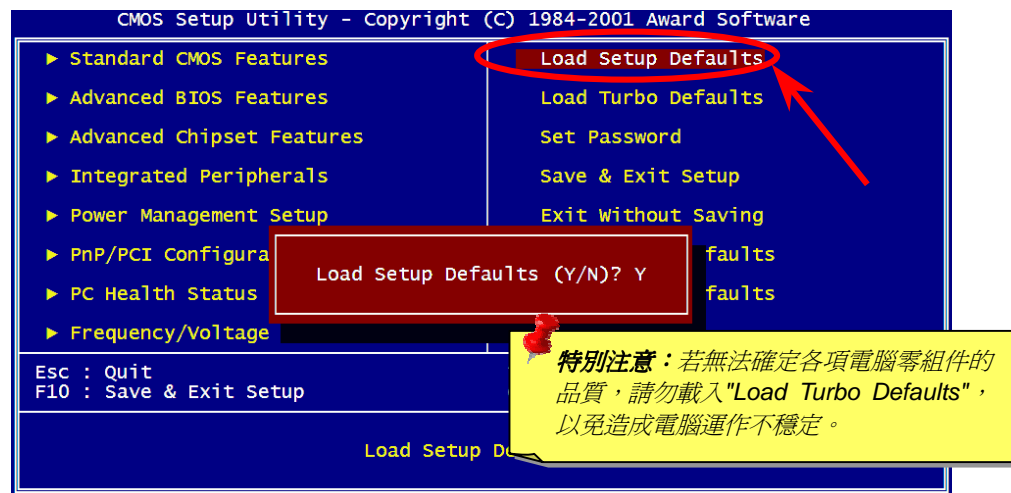 CMOS Setup Utility - Copyright (C) 1984-2001 Award Software
► Standard CMOS Features
► Advanced BIOS Features
► Advanced Chipset Features
► Integrated Peripherals
► Power Management Setup
► PnP/PCI Configura
► PC Health Status
► Frequency/Voltage
Load Setup Defaults
Load Turbo Defaults
Set Password
Save & Exit Setup
Exit Without Saving
faults
faults
Load Setup Defaults (Y/N)? Y
Esc : Quit
F10 : Save & Exit Setup
Load Setup De
特別注意：若無法確定各項電腦零組件的
品質，請勿載入"Load Turbo Defaults"，
以免造成電腦運作不穩定。